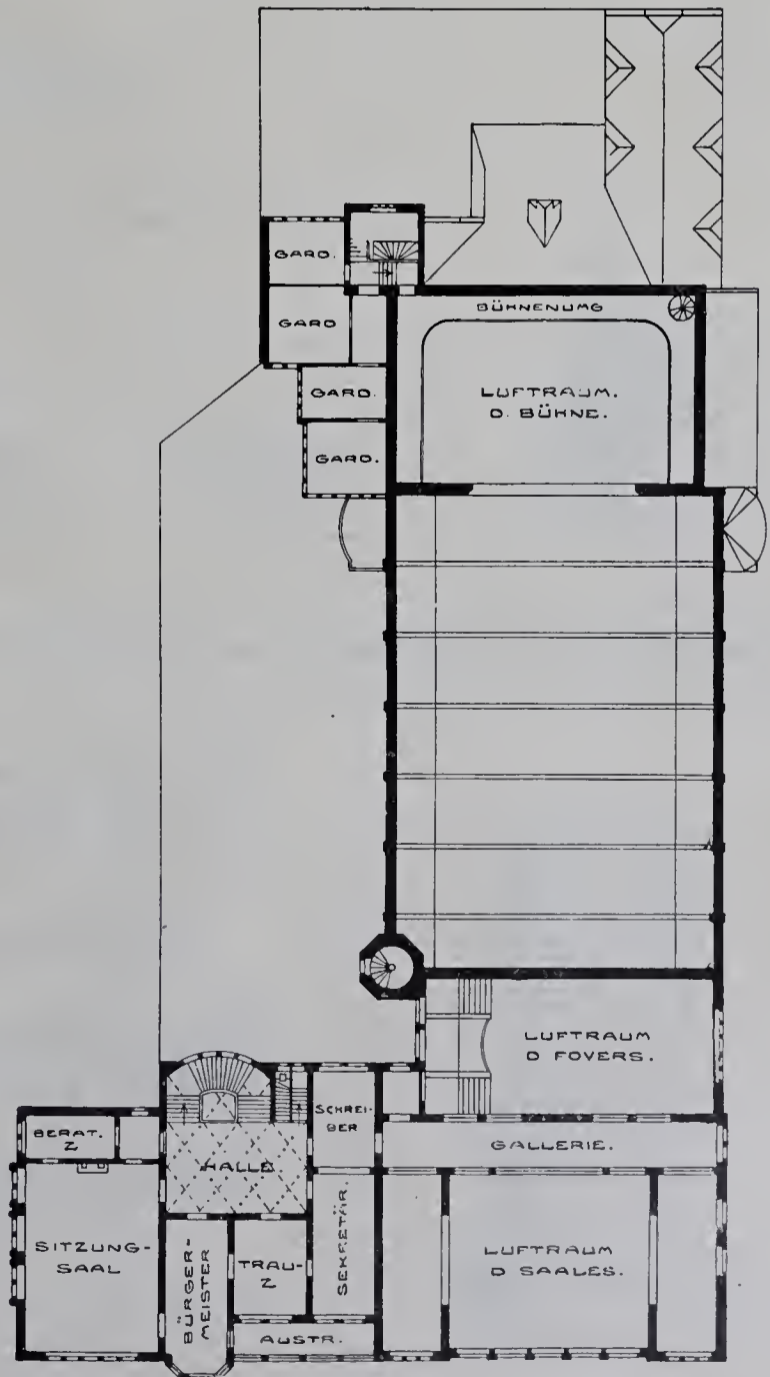 GARD.
GARD
GARD.
GARD.
BÜHNENUMG
LUFTRAUM.
D. BÜHNE.
LUFTRAUM
D FOYERS.
SCHREI-
BER
BERAT.
Z
HALLE.
GALLERIE.
SITZUNG-
SAAL
BÜRGER-
MEISTER
TRAU-
Z
SEKRETÄR.
LUFTRAUM
D SAALES.
AUSTR.